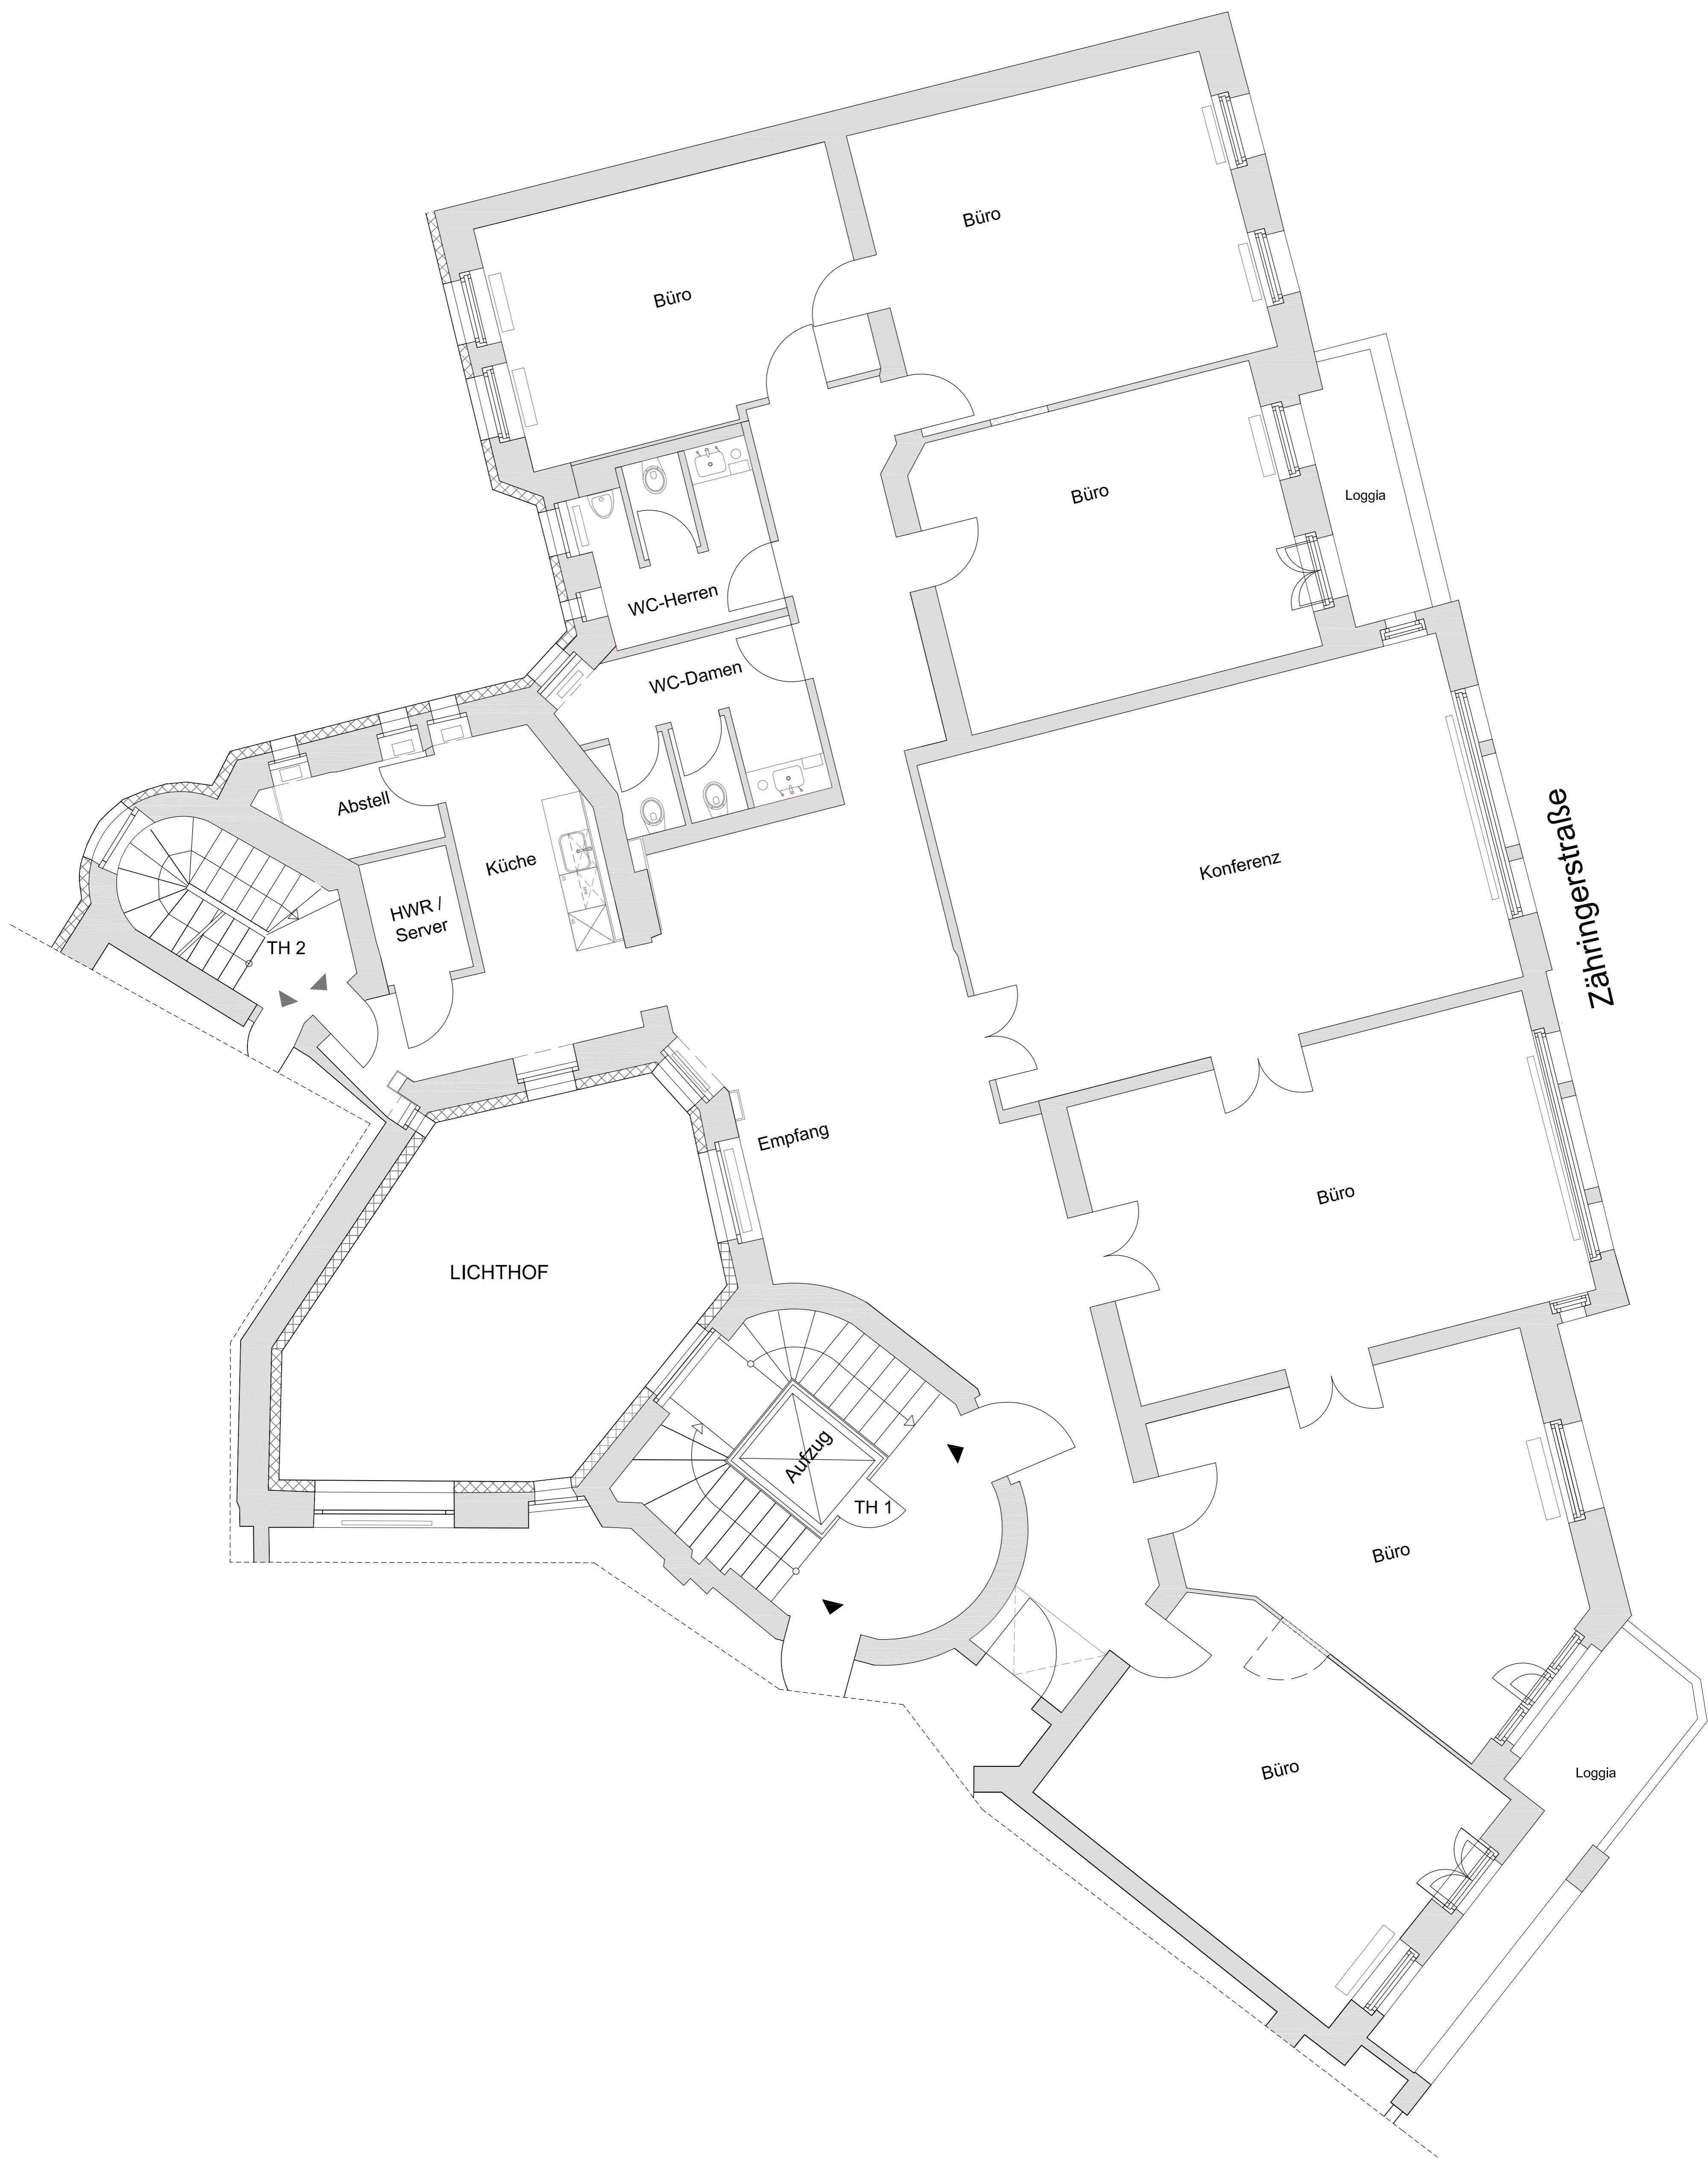 Büro
Büro
Büro
Loggia
WC-Herren
WC-Damen
Abstell
Küche
HWR /
Server
TH 2
Konferenz
Zähringerstraße
Empfang
Büro
LICHTHOF
Aufzug
TH 1
Büro
Büro
Loggia